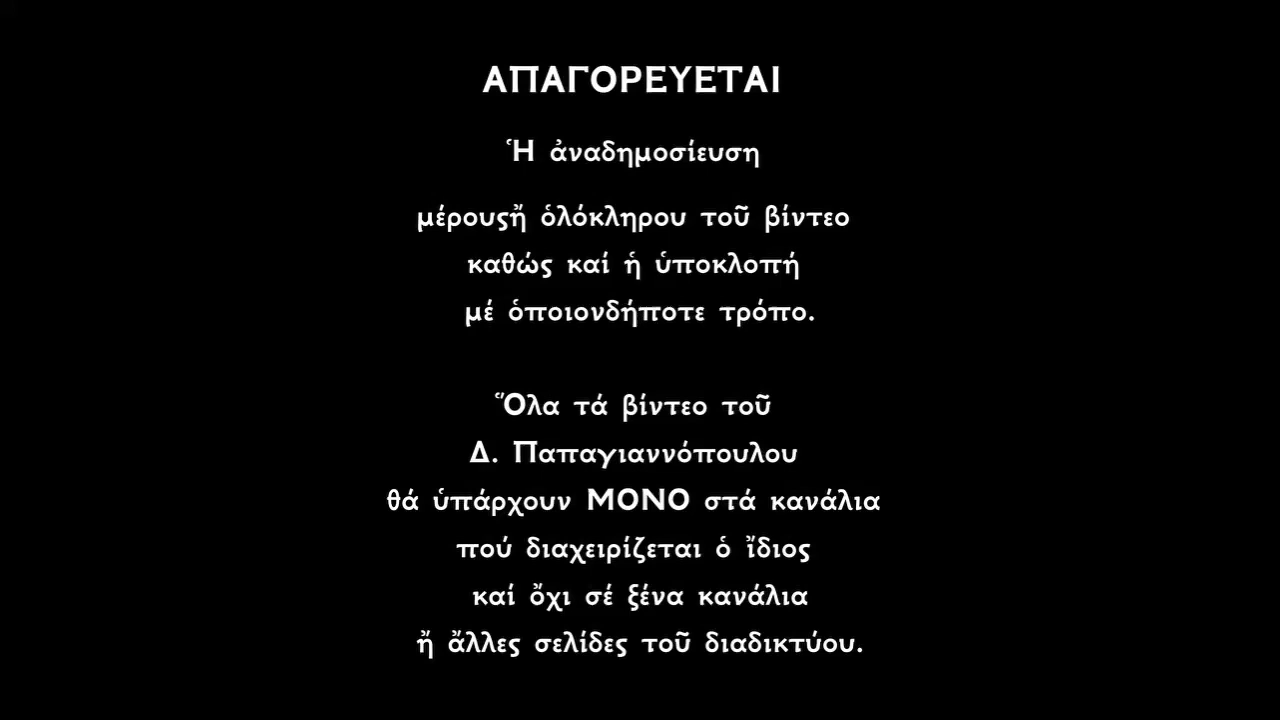 ΑΠΑΓΟΡΕΥΕΤΑΙ
Ἡ ἀναδημοσίευση
μέρουςἤ ὁλόκληρου τοῦ βίντεο
καθώς καί ἡ ὑποκλοπή
μέ ὁποιονδήποτε τρόπο.
Ὅλα τά βίντεο τοῦ
Δ. Παπαγιαννόπουλου
θά ὑπάρχουν ΜΟΝΟ στά κανάλια
πού διαχειρίζεται ὁ ἴδιος
καί ὄχι σέ ξένα κανάλια
ἤ ἄλλες σελίδες τοῦ διαδικτύου.